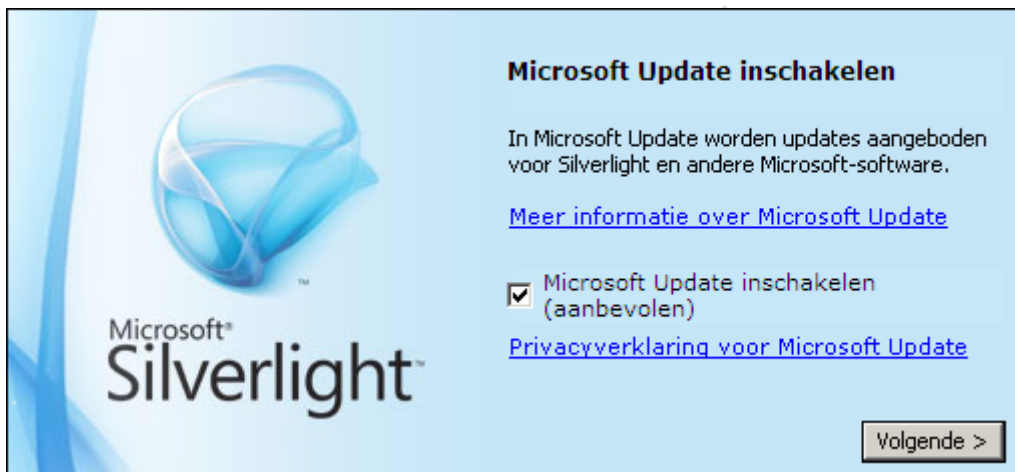 Microsoft Update inschakelen
In Microsoft Update worden updates aangeboden
voor Silverlight en andere Microsoft-software.
Meer informatie over Microsoft Update
Microsoft Update inschakelen
(aanbevolen)
Privacyverklaring voor Microsoft Update
™
Microsoft®
Silverlight™
Volgende >